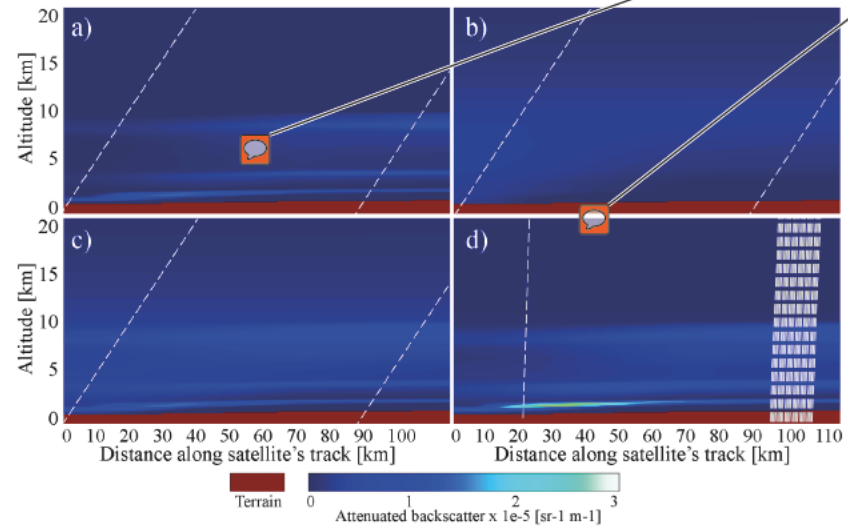 a)
b)
20
15
10
5
0
Altitude [km]
c)
d)
20
15
10
5
0
Altitude [km]
0 10 20 30 40 50 60 70 80 90 100
0 10 20 30 40 50 60 70 80 90 100 110
Distance along satellite's track [km]
Distance along satellite's track [km]
Terrain
0 1 2 3
Attenuated backscatter x 1e-5 [sr-1 m-1]